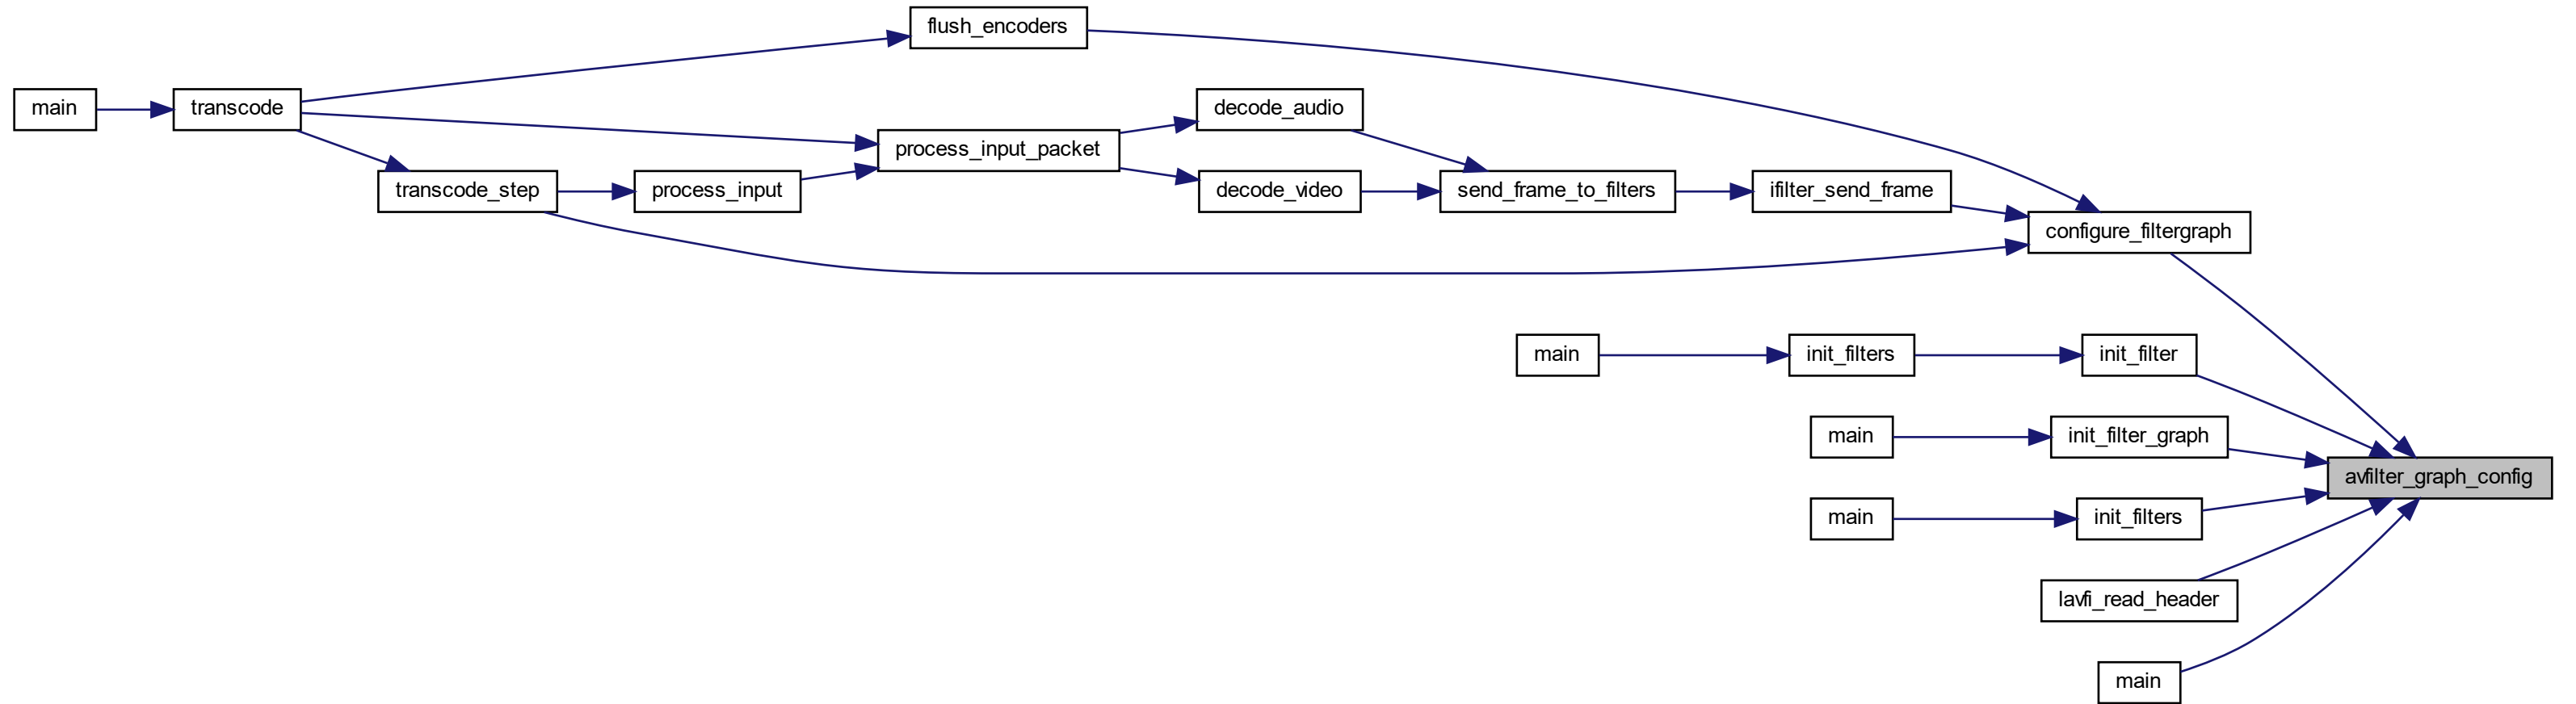 flush_encoders
main
transcode
decode_audio
process_input_packet
transcode_step
process_input
decode_video
send_frame_to_filters
ifilter_send_frame
configure_filtergraph
main
init_filters
init_filter
main
init_filter_graph
avfilter_graph_config
main
init_filters
lavfi_read_header
main